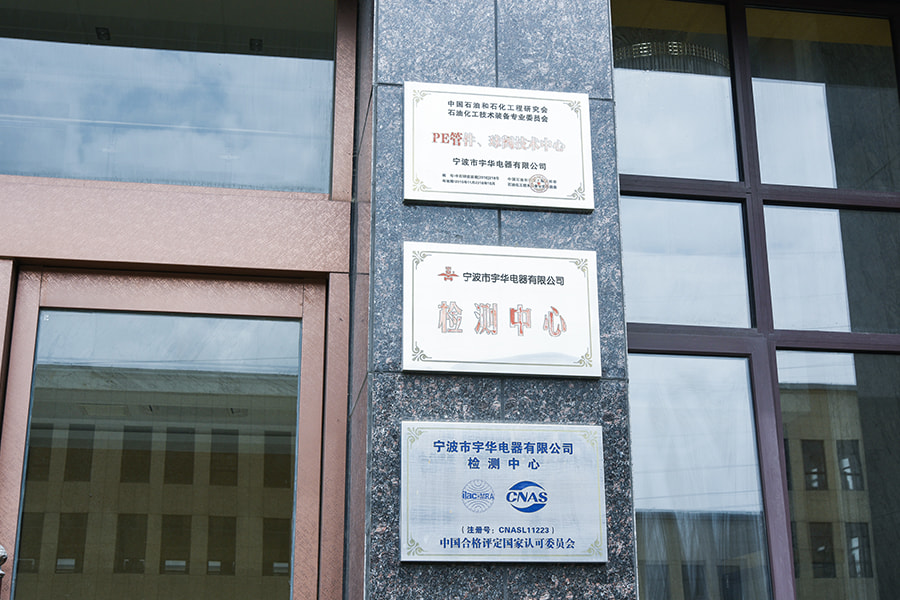 中国石油和石化工程研究会
石油化工技术装备专业委员会
PE管件、球阀技术中心
宁波市宇华电器有限公司
宁波市宇华电器有限公司
检测中心
宁波市宇华电器有限公司
检测中心
ilac-MRA
CNAS
(注册号：CNASL11223)
中国合格评定国家认可委员会